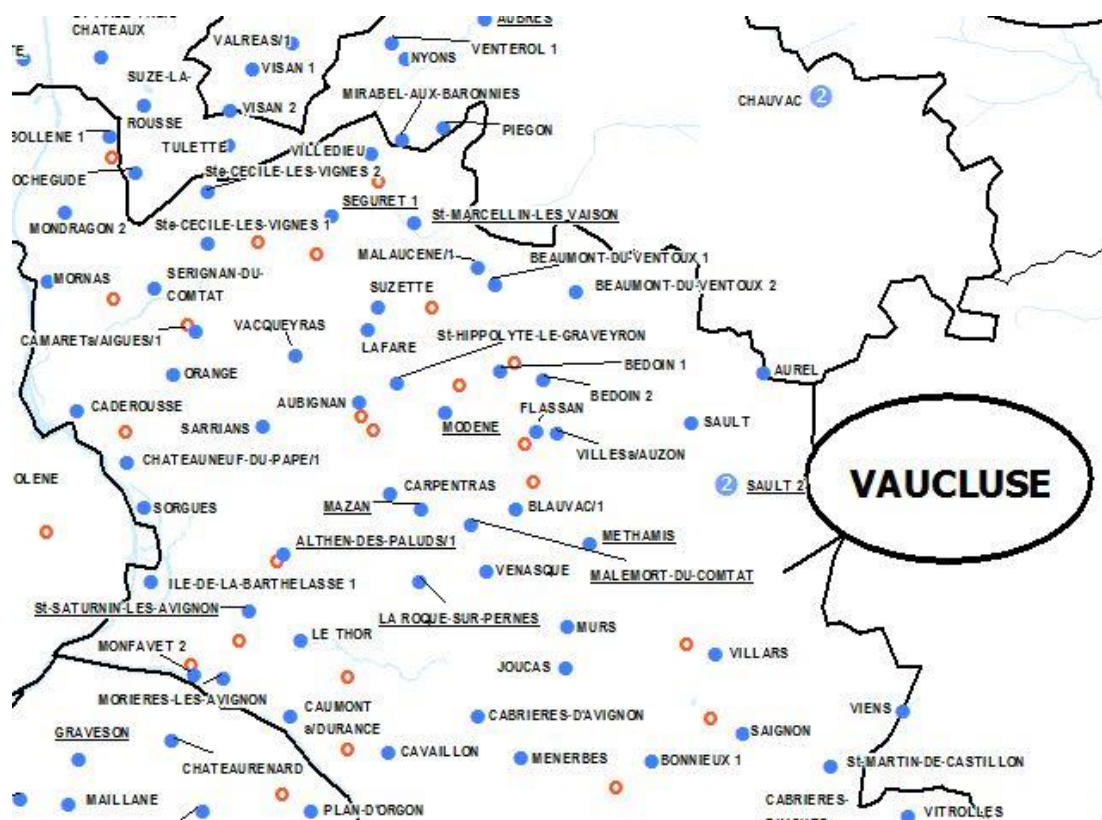 AUBRES
CHATEAUX
VALREAS/1
VENTEROL 1
NYONS
VISAN 1
SUZE-LA-
ROUSSE
MIRABEL-AUX-BARONNIES
CHAUVAC
2
VISAN 2
PIEGON
BOLLENE 1
TULETTE
VILLEDIEU
Ste-CECILE-LES-VIGNES 2
OCHEGUDE
SEGURET 1
St-MARCELLIN-LES VAISON
MONDRAGON 2
Ste-CECILE-LES-VIGNES 1
MALAUCENE/1
BEAUMONT-DU-VENTOUX 1
MORNAS
SERIGNAN-DU-
COMTAT
SUZETTE
BEAUMONT-DU-VENTOUX 2
VACQUEYRAS
CAMARETs/AIGUES/1
LAFARE
St-HIPPOLYTE-LE-GRAVEYRON
BEDOIN 1
ORANGE
AUREL
BEDOIN 2
CADEROUSSE
AUBIGNAN
FLASSAN
MODENE
SARRIANS
SAULT
VILLESs/AUZON
CHATEAUNEUF-DU-PAPE/1
OLENE
CARPENTRAS
2
SAULT 2
VAUCLUSE
SORGUES
MAZAN
BLAUVAC/1
ALTHEN-DES-PALUDS/1
METHAMIS
VENASQUE
MALEMORT-DU-COMTAT
ILE-DE-LA-BARTHELASSE 1
St-SATURNIN-LES-AVIGNON
LA ROQUE-SUR-PERNES
LE THOR
MURS
MONFAVET 2
VILLARS
JOUCAS
MORIERES-LES-AVIGNON
CAUMONT
s/DURANCE
CABRIERES-D'AVIGNON
VIENS
GRAVESON
SAIGNON
CAVAILLON
MENERBES
BONNIEUX 1
St-MARTIN-DE-CASTILLON
CHATEAURENARD
MAILLANE
PLAN-D'ORGON
CABRIERES-
VITROLLES